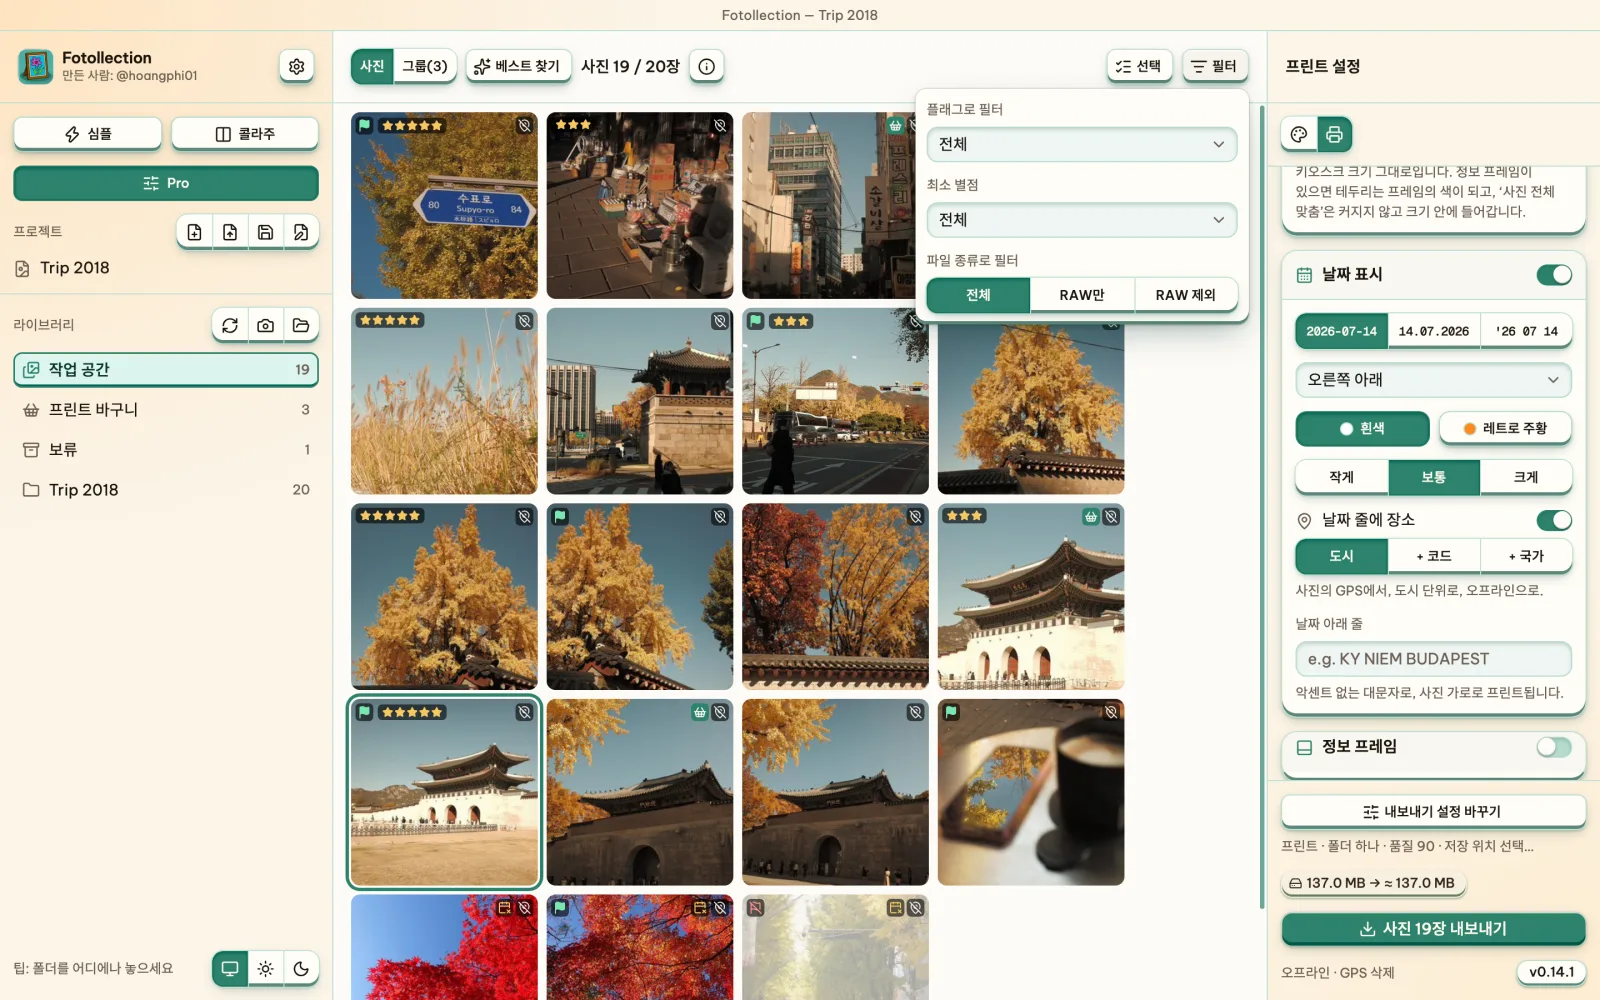 Fotollection — Trip 2018
Fotollection
만든 사람: @hoangphi01
심플
콜라주
Pro
프로젝트
Trip 2018
라이브러리
작업 공간 19
프린트 바구니 3
보류 1
Trip 2018 20
팁: 폴더를 어디에나 놓으세요
사진
그룹(3)
베스트 찾기
사진 19 / 20장
선택
필터
플래그로 필터
전체
최소 별점
전체
파일 종류로 필터
전체
RAW만
RAW 제외
80
수표로
Supyo-ro
84
프린트 설정
키오스크 크기 그대로입니다. 정보 프레임이
있으면 테두리는 프레임의 색이 되고, ‘사진 전체
맞춤’은 커지지 않고 크기 안에 들어갑니다.
날짜 표시
2026-07-14
14.07.2026
'26 07 14
오른쪽 아래
흰색
레트로 주황
작게
보통
크게
날짜 줄에 장소
도시
+ 코드
+ 국가
사진의 GPS에서, 도시 단위로, 오프라인으로.
날짜 아래 줄
e.g. KY NIEM BUDAPEST
악센트 없는 대문자로, 사진 가로로 프린트됩니다.
정보 프레임
내보내기 설정 바꾸기
프린트 · 폴더 하나 · 품질 90 · 저장 위치 선택...
137.0 MB → ≈ 137.0 MB
사진 19장 내보내기
오프라인 · GPS 삭제
v0.14.1